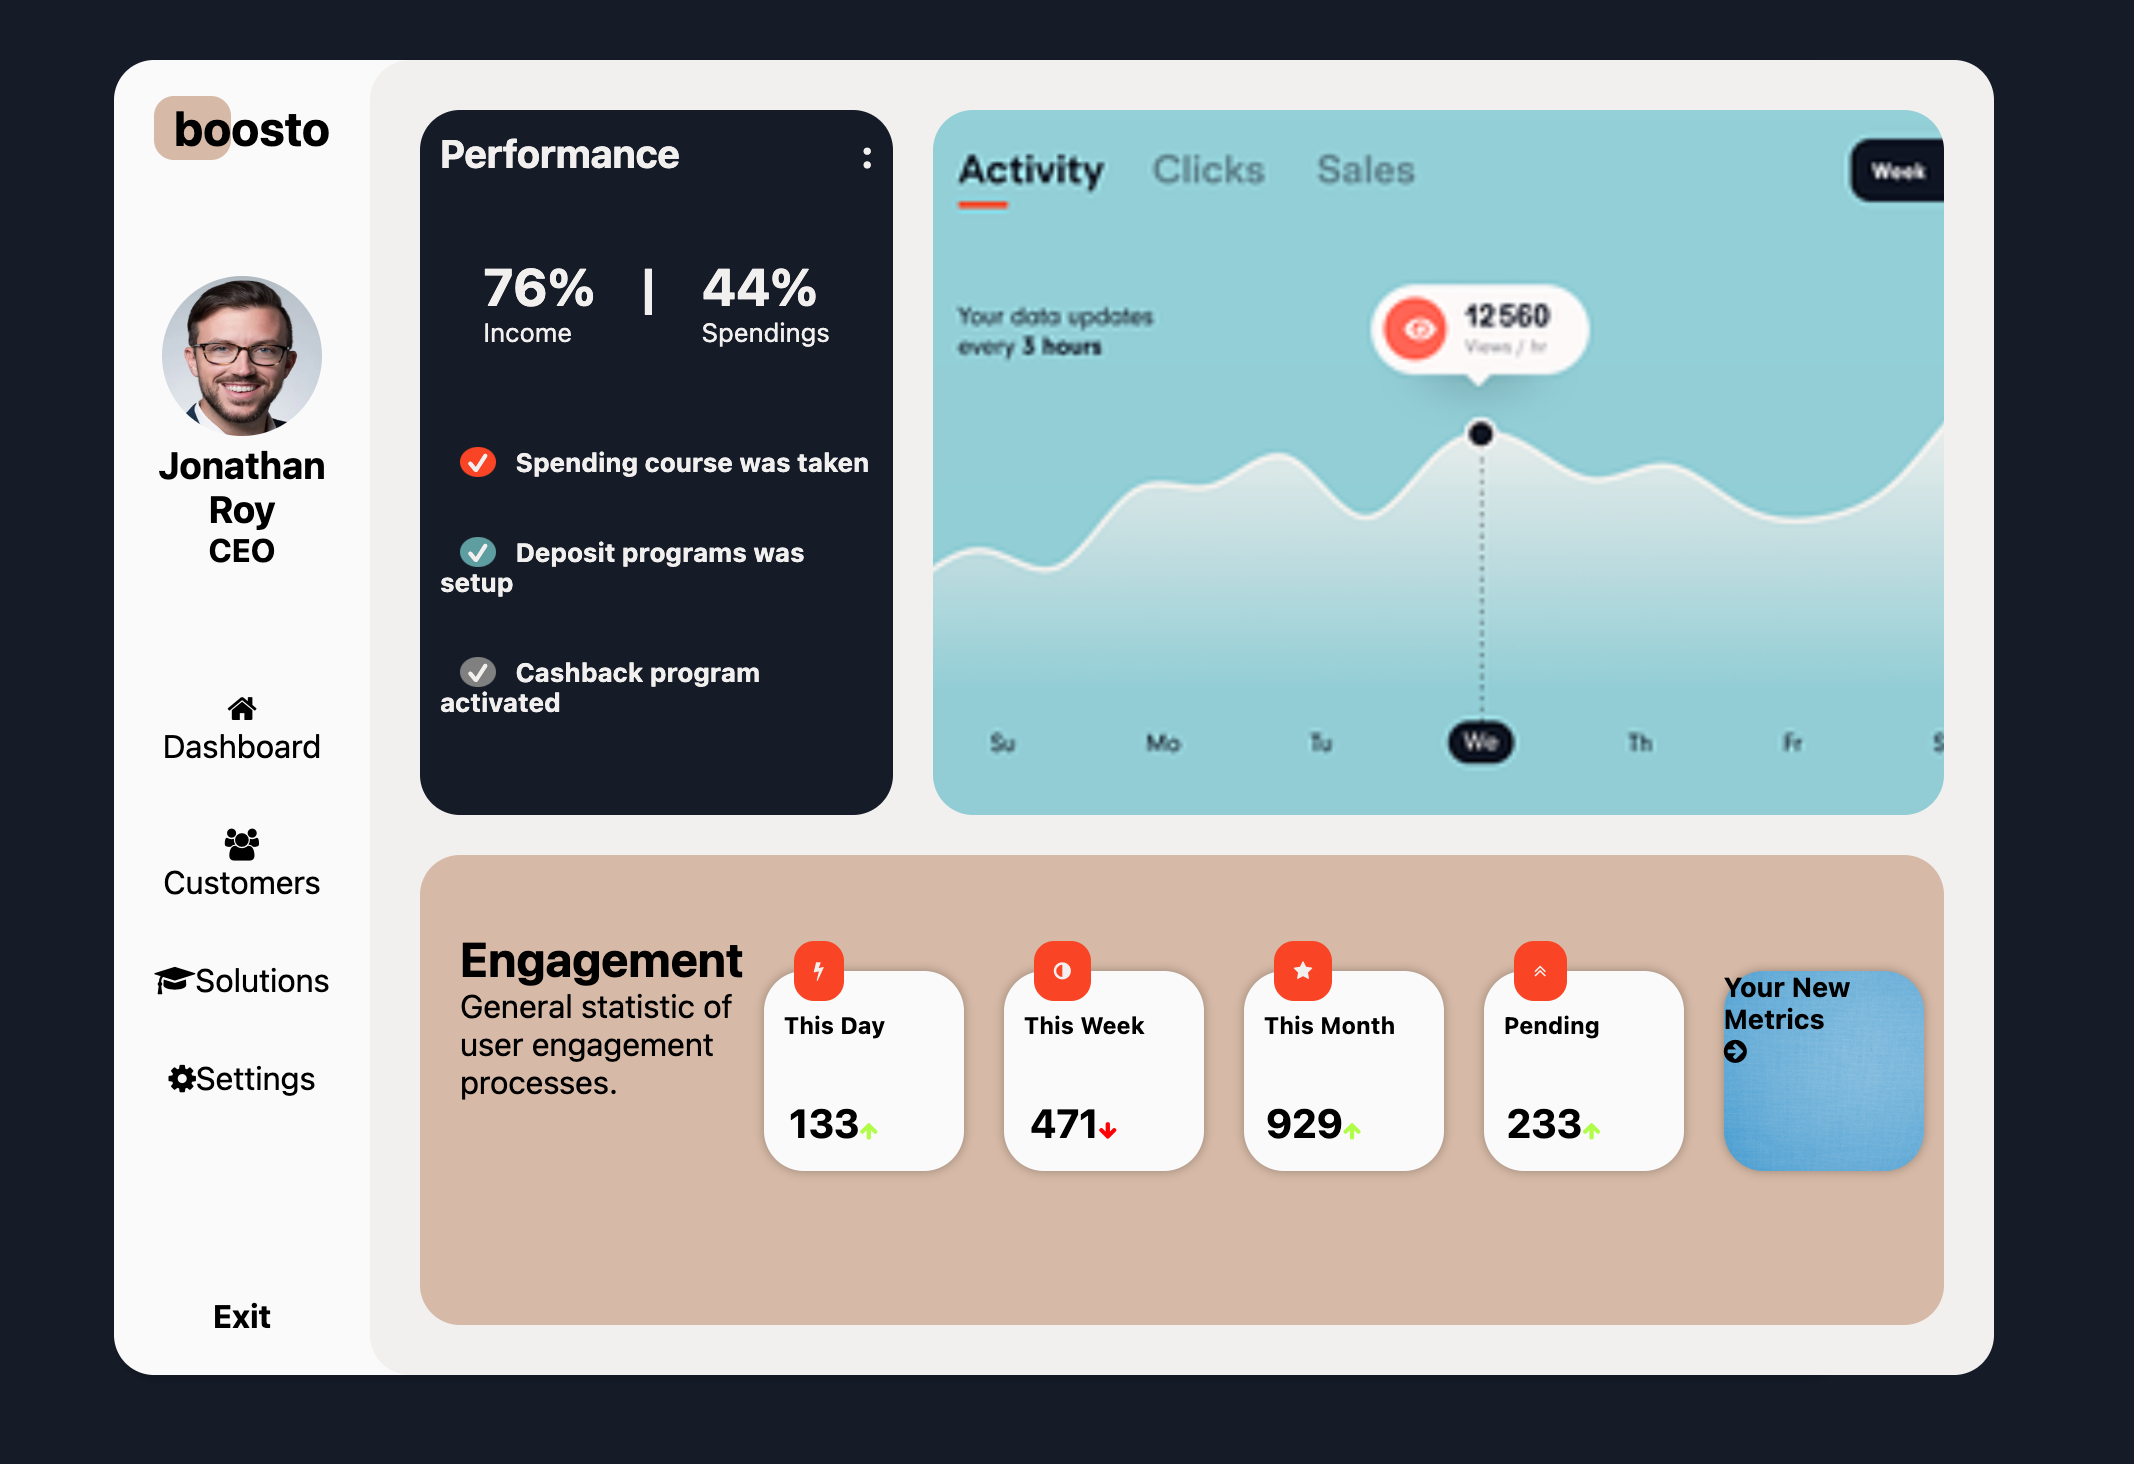 boosto
Jonathan
Roy
CEO
Dashboard
Customers
Solutions
Settings
Exit
Performance
76% | 44%
Income Spendings
Spending course was taken
Deposit programs was
setup
Cashback program
activated
Activity Clicks Sales
Week
Your data updates
every 3 hours
12560
Views / hr
Su Mo Tu We Th Fr S
Engagement
General statistic of
user engagement
processes.
This Day
133
This Week
471
This Month
929
Pending
233
Your New
Metrics